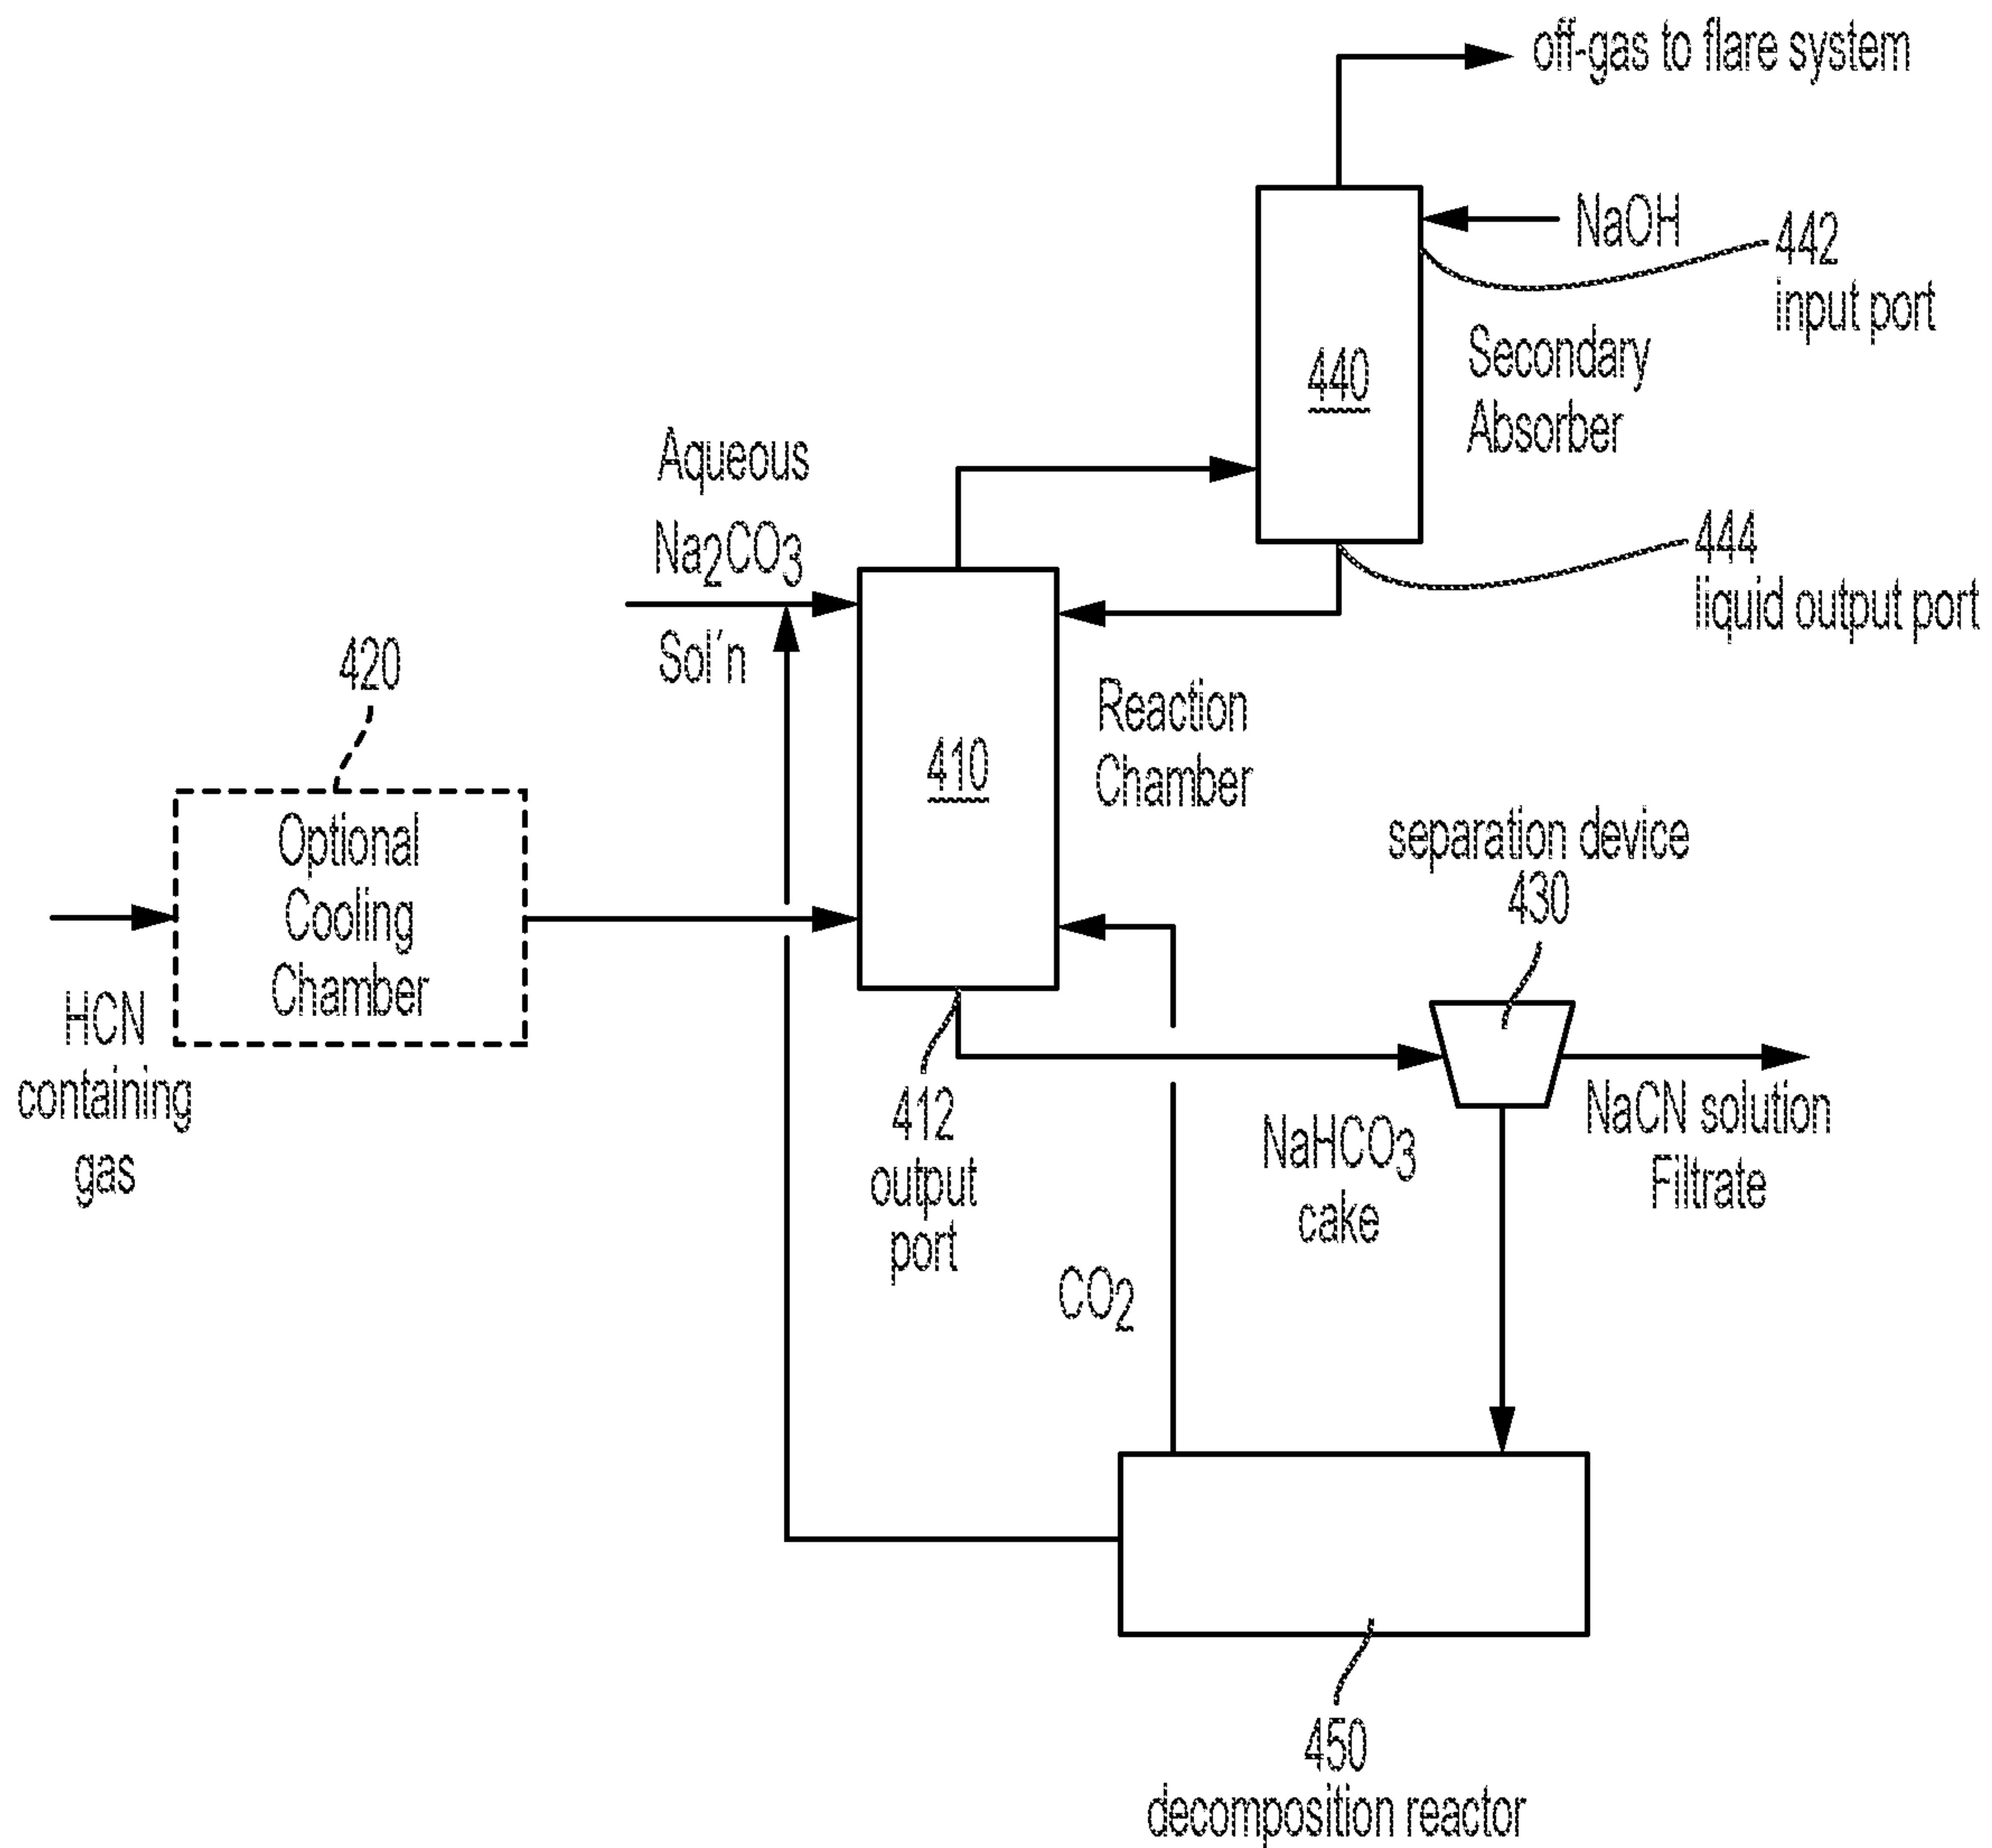 off-gas to flare system
NaOH
442
input port
440
Secondary
Absorber
Aqueous
Na2CO3
Sol'n
444
liquid output port
420
Optional
Cooling
Chamber
410
Reaction
Chamber
separation device
430
HCN
containing
gas
412
output
port
NaHCO3
cake
NaCN solution
Filtrate
CO2
450
decomposition reactor